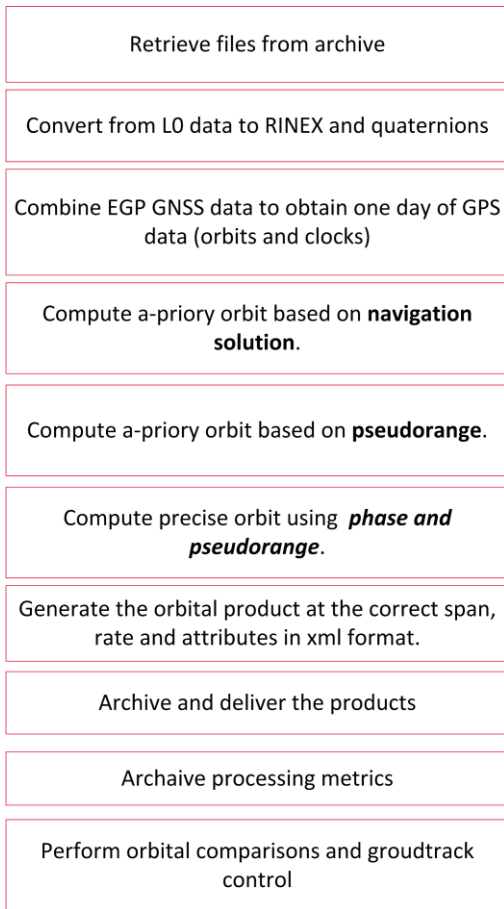 Retrieve files from archive
Convert from L0 data to RINEX and quaternions
Combine EGP GNSS data to obtain one day of GPS
data (orbits and clocks)
Compute a-priory orbit based on navigation
solution.
Compute a-priory orbit based on pseudorange.
Compute precise orbit using phase and
pseudorange.
Generate the orbital product at the correct span,
rate and attributes in xml format.
Archive and deliver the products
Archaive processing metrics
Perform orbital comparisons and groudtrack
control